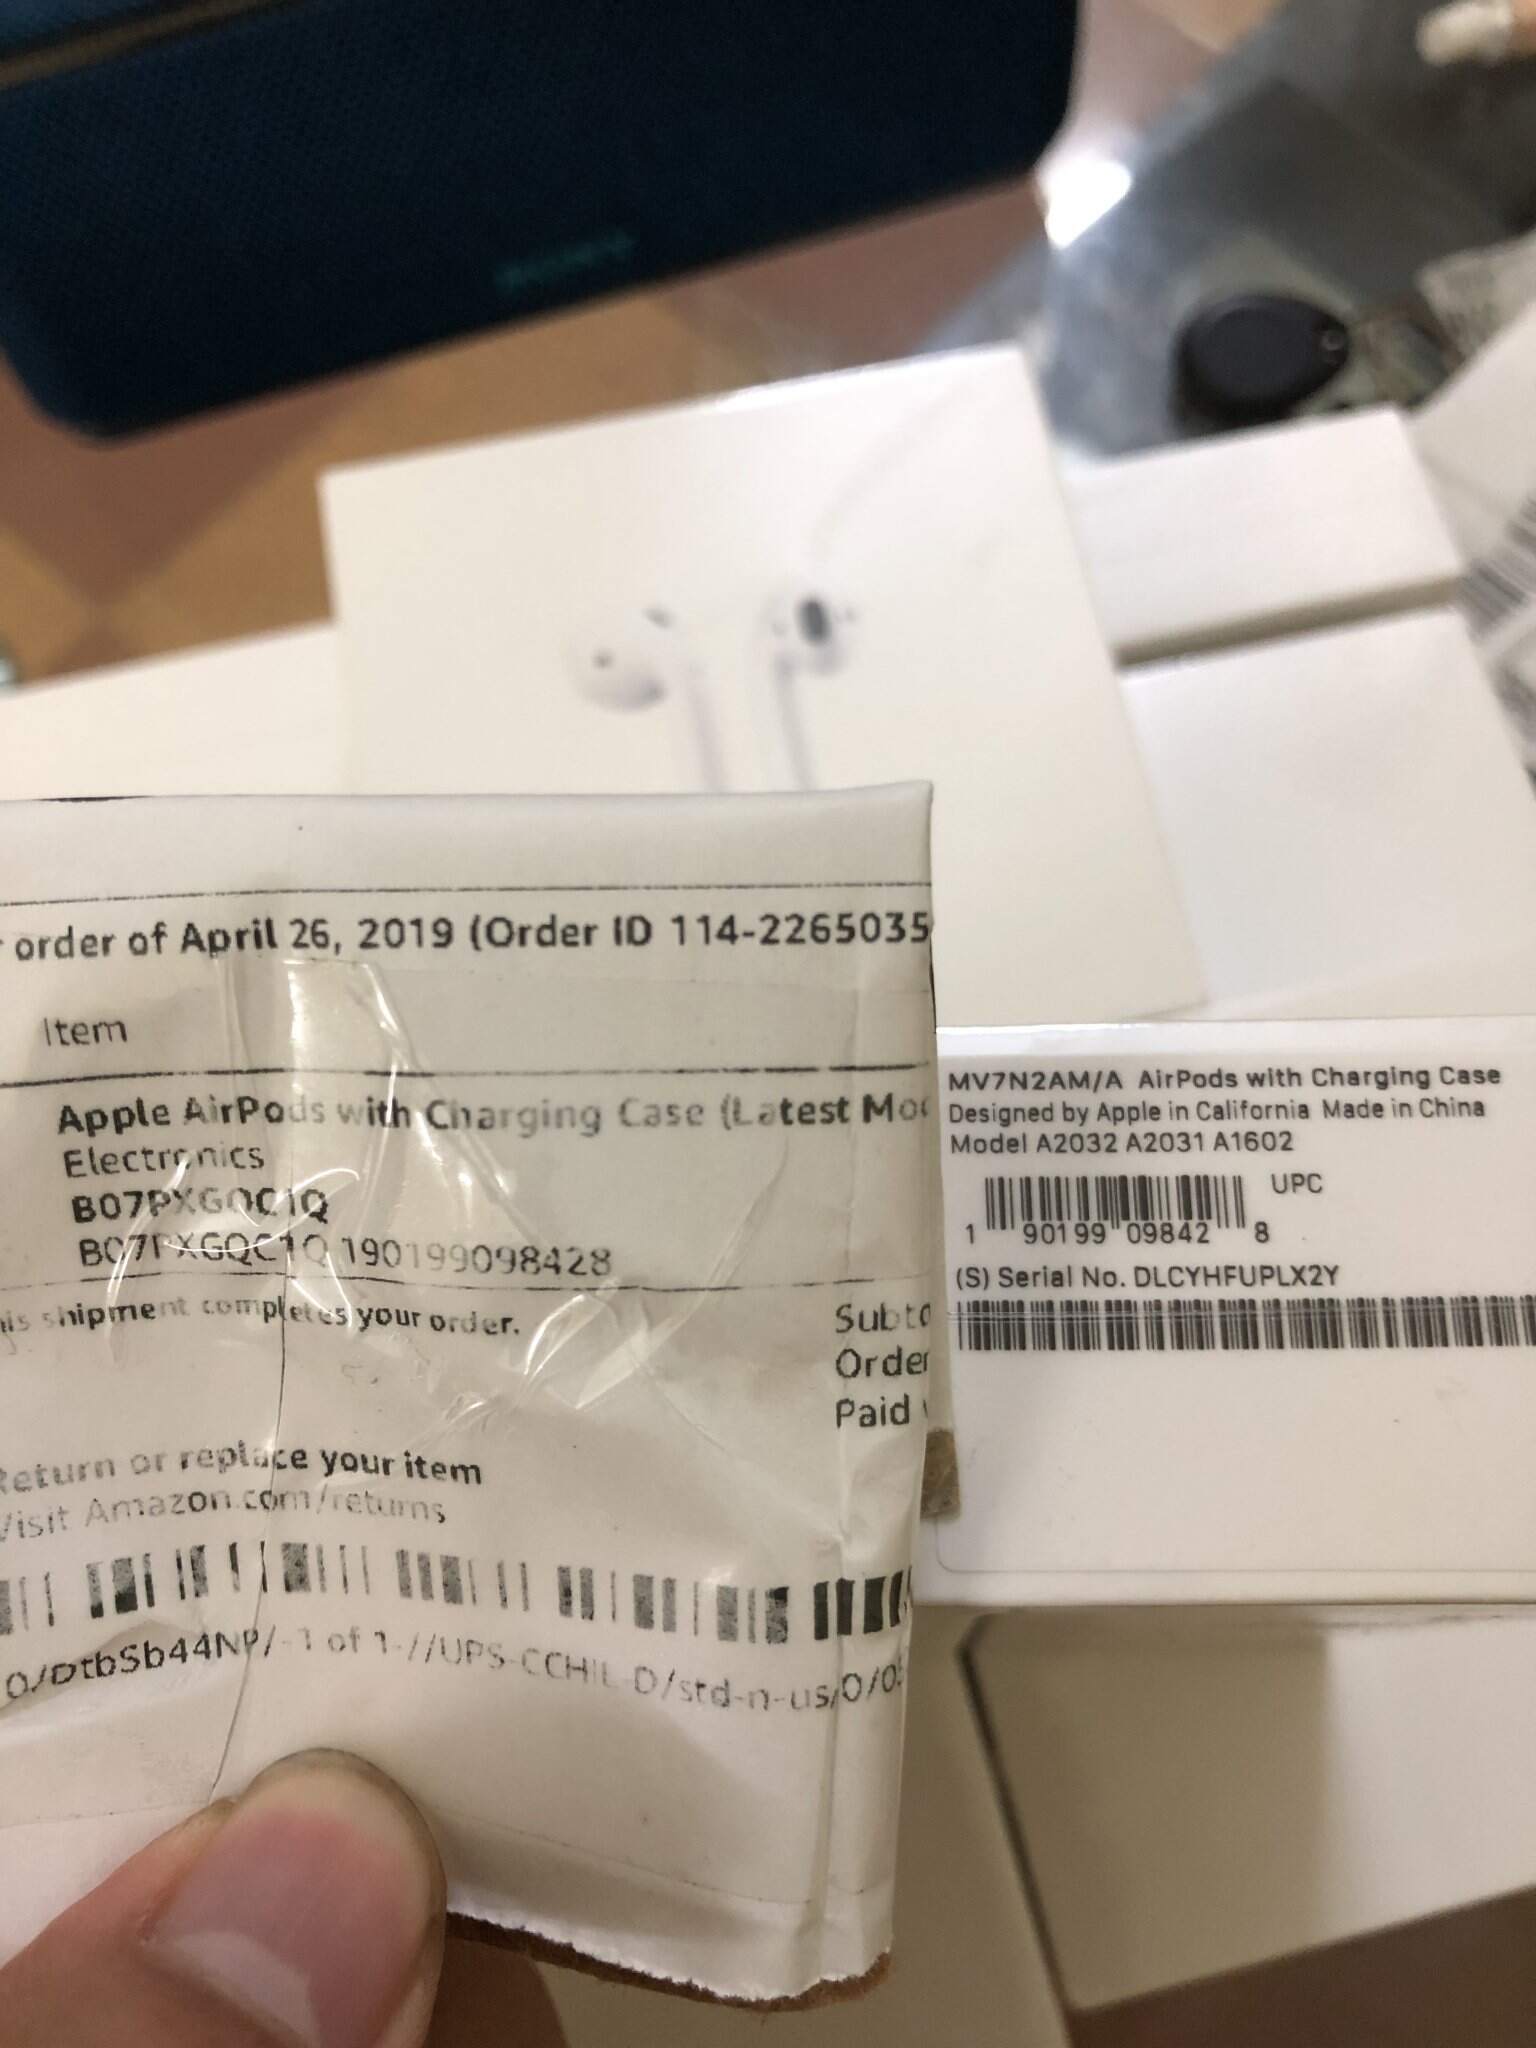 order of April 26, 2019 (Order ID 114-2265035
Item
Apple AirPods with Charging Case (Latest Mod
Electronics
B07PXGQC1Q
B07PXGQC1Q 190199098428
his shipment completes your order.
Subto
Order
Paid
Return or replace your item
Visit Amazon.com/returns
0/DtbSb44NP/-1 of 1-//UPS-CCHIL-D/std-n-us/0/0
MV7N2AM/A AirPods with Charging Case
Designed by Apple in California Made in China
Model A2032 A2031 A1602
UPC
1 90199 09842 8
(S) Serial No. DLCYHFUPLX2Y